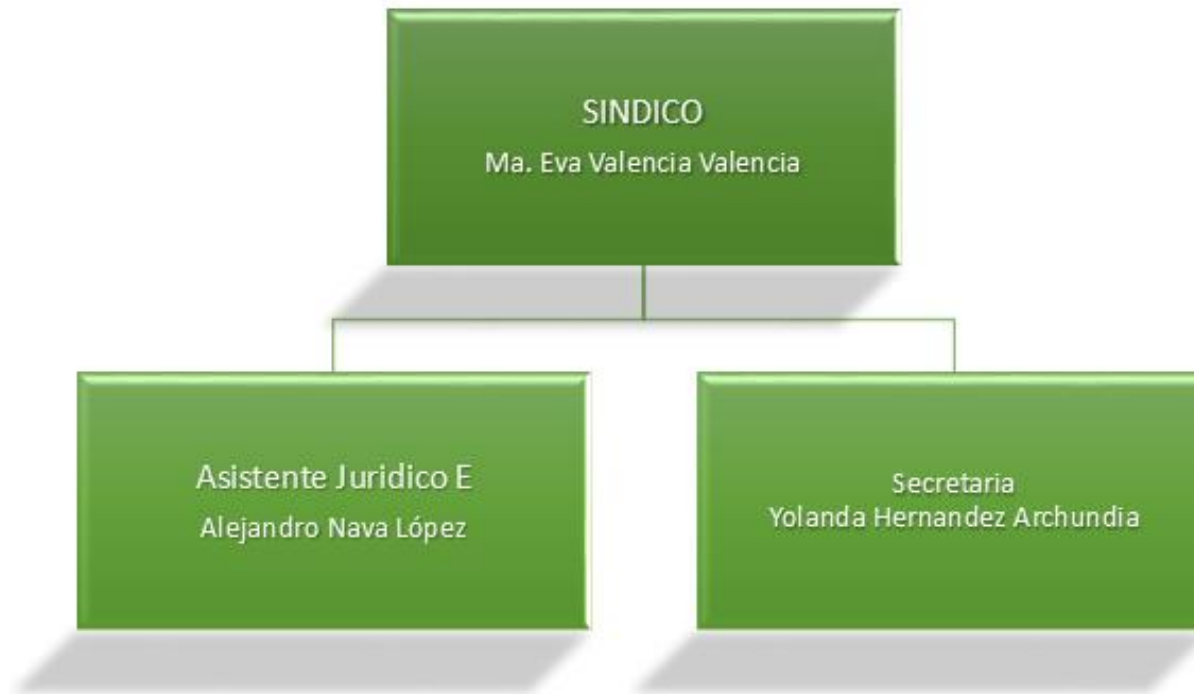 SINDICO
Ma. Eva Valencia Valencia
Asistente Juridico E
Alejandro Nava López
Secretaria
Yolanda Hernandez Archundia